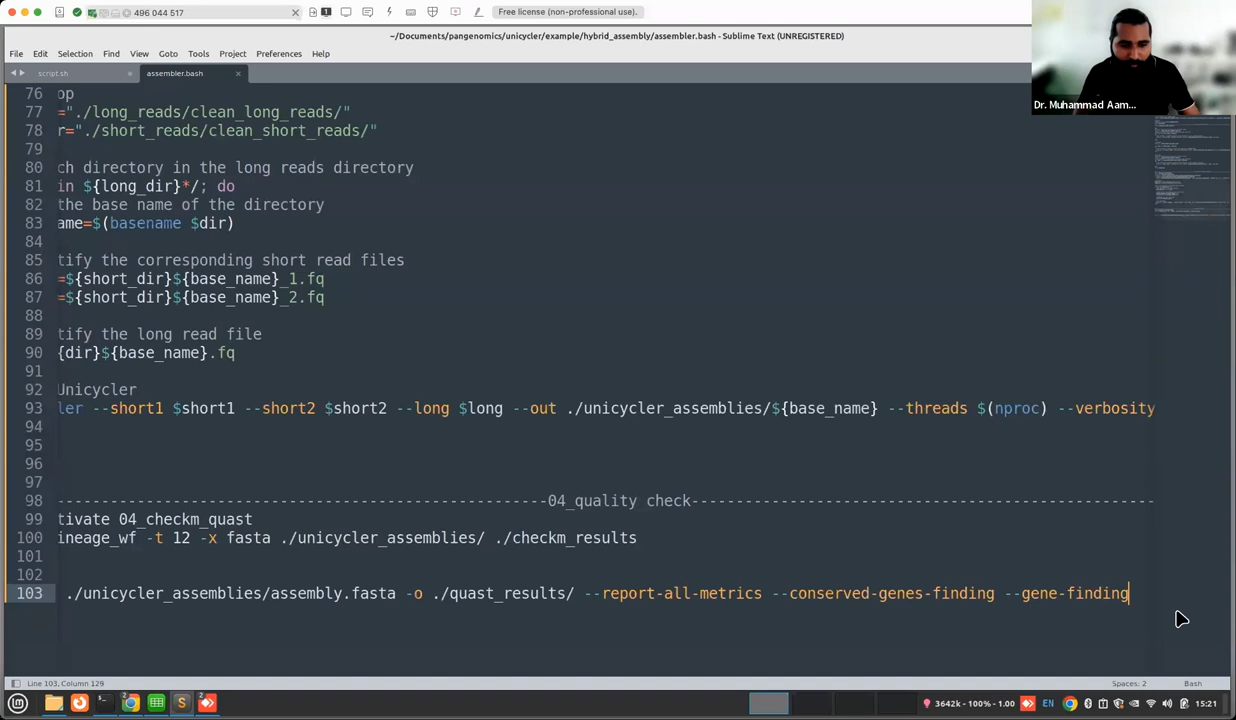 496 044 517
Free license (non-professional use).
~/Documents/pangenomics/unicycler/example/hybrid_assembly/assembler.bash - Sublime Text (UNREGISTERED)
File Edit Selection Find View Goto Tools Project Preferences Help
script.sh
assembler.bash
Dr. Muhammad Aam...
76 op
77 ="./long_reads/clean_long_reads/"
78 r="./short_reads/clean_short_reads/"
79
80 ch directory in the long reads directory
81 in ${long_dir}*/; do
82 the base name of the directory
83 ame=$(basename $dir)
84
85 tify the corresponding short read files
86 =${short_dir}${base_name}_1.fq
87 =${short_dir}${base_name}_2.fq
88
89 tify the long read file
90 {dir}${base_name}.fq
91
92 Unicycler
93 ler --short1 $short1 --short2 $short2 --long $long --out ./unicycler_assemblies/${base_name} --threads $(nproc) --verbosity
94
95
96
97
98 ------------------------------------------------------04_quality check---------------------------------------------------
99 tivate 04_checkm_quast
100 ineage_wf -t 12 -x fasta ./unicycler_assemblies/ ./checkm_results
101
102
103 ./unicycler_assemblies/assembly.fasta -o ./quast_results/ --report-all-metrics --conserved-genes-finding --gene-finding
Line 103, Column 129
Spaces: 2
Bash
3642k - 100% - 1.00
EN
15:21